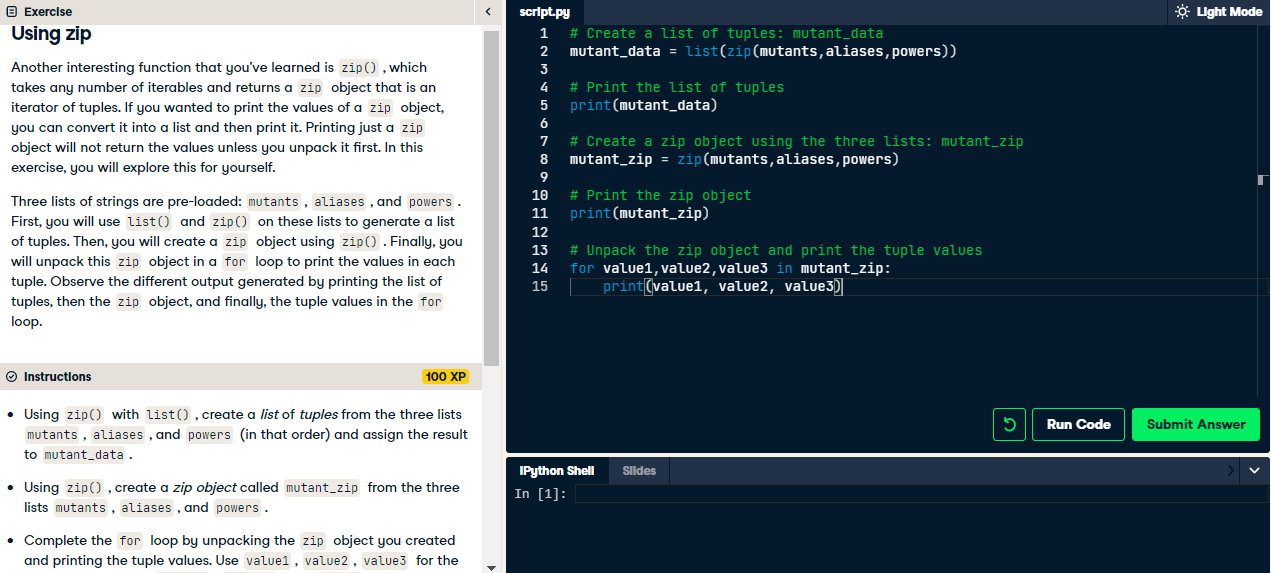 Exercise
Using zip
Another interesting function that you've learned is zip() , which
takes any number of iterables and returns a zip object that is an
iterator of tuples. If you wanted to print the values of a zip object,
you can convert it into a list and then print it. Printing just a zip
object will not return the values unless you unpack it first. In this
exercise, you will explore this for yourself.
Three lists of strings are pre-loaded: mutants , aliases , and powers .
First, you will use list() and zip() on these lists to generate a list
of tuples. Then, you will create a zip object using zip() . Finally, you
will unpack this zip object in a for loop to print the values in each
tuple. Observe the different output generated by printing the list of
tuples, then the zip object, and finally, the tuple values in the for
loop.
Instructions 100 XP
• Using zip() with list() , create a list of tuples from the three lists
mutants , aliases , and powers (in that order) and assign the result
to mutant_data .
• Using zip() , create a zip object called mutant_zip from the three
lists mutants , aliases , and powers .
• Complete the for loop by unpacking the zip object you created
and printing the tuple values. Use value1 , value2 , value3 for the
script.py Light Mode
1 # Create a list of tuples: mutant_data
2 mutant_data = list(zip(mutants,aliases,powers))
3
4 # Print the list of tuples
5 print(mutant_data)
6
7 # Create a zip object using the three lists: mutant_zip
8 mutant_zip = zip(mutants,aliases,powers)
9
10 # Print the zip object
11 print(mutant_zip)
12
13 # Unpack the zip object and print the tuple values
14 for value1,value2,value3 in mutant_zip:
15 print(value1, value2, value3)
Run Code Submit Answer
IPython Shell Slides
In [1]: